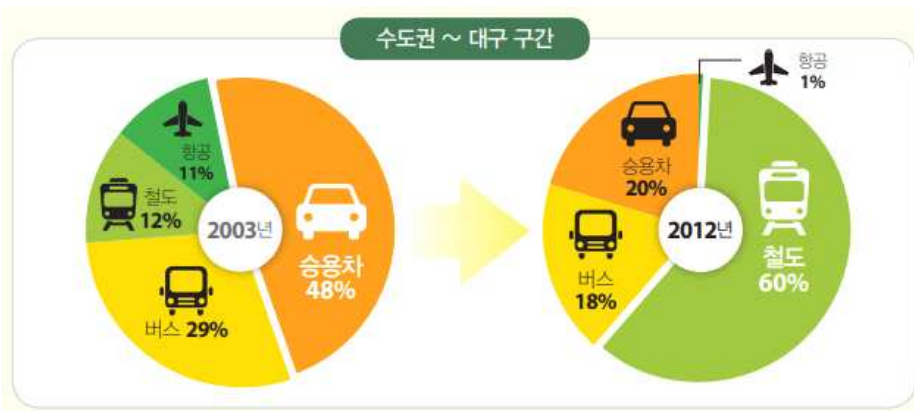 수도권 ~ 대구 구간
항공
11%
철도
12%
2003년
승용차
48%
버스 29%
항공
1%
승용차
20%
2012년
버스
18%
철도
60%